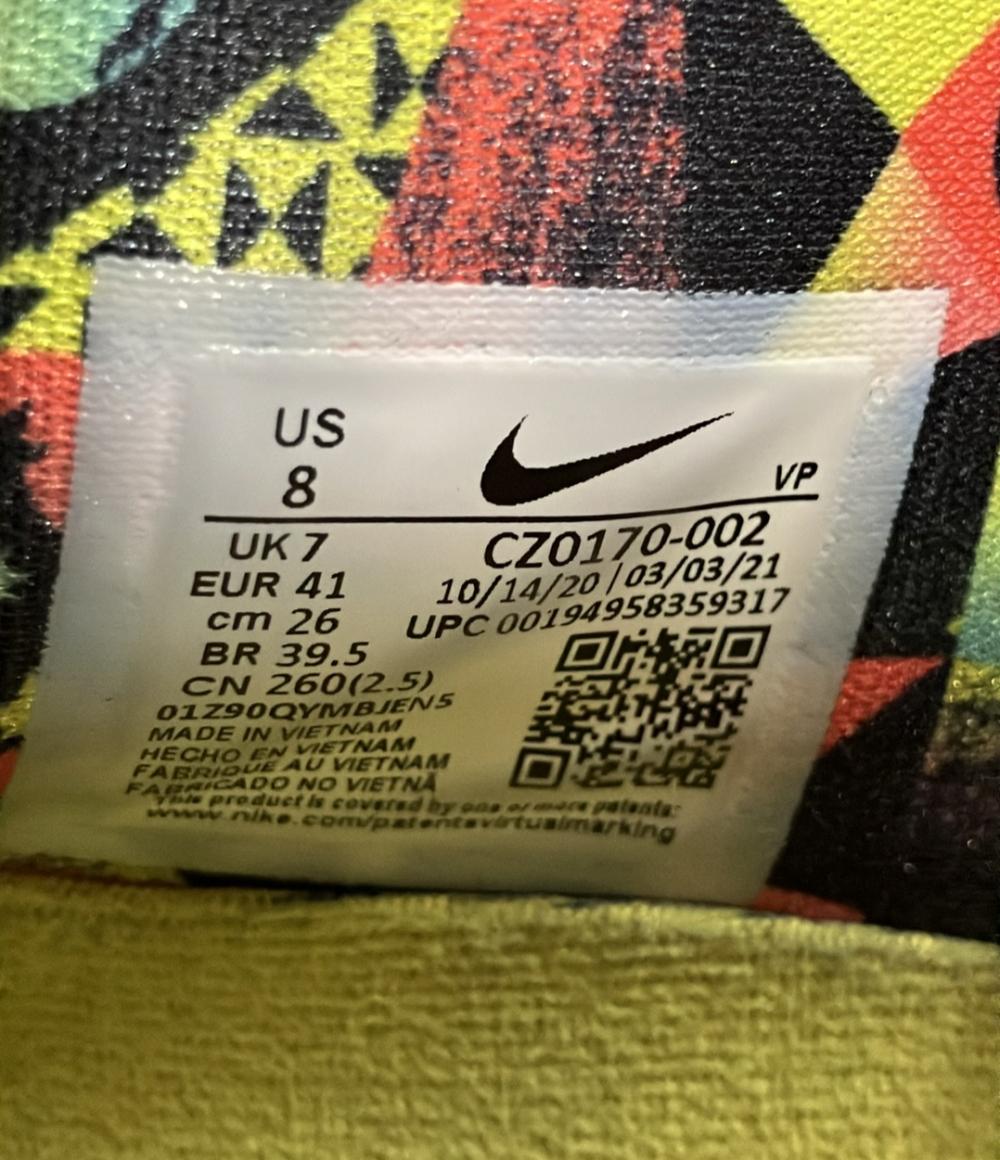 US
8
VP
UK 7
EUR 41
cm 26
BR 39.5
CN 260(2.5)
01Z90QYMBJEN5
MADE IN VIETNAM
HECHO EN VIETNAM
FABRIQUÉ AU VIETNAM
FABRICADO NO VIETNÃ
CZ0170-002
10/14/20 / 03/03/21
UPC 00194958359317
This product is covered by one or more patents:
www.nike.com/patentsvirtualmarking